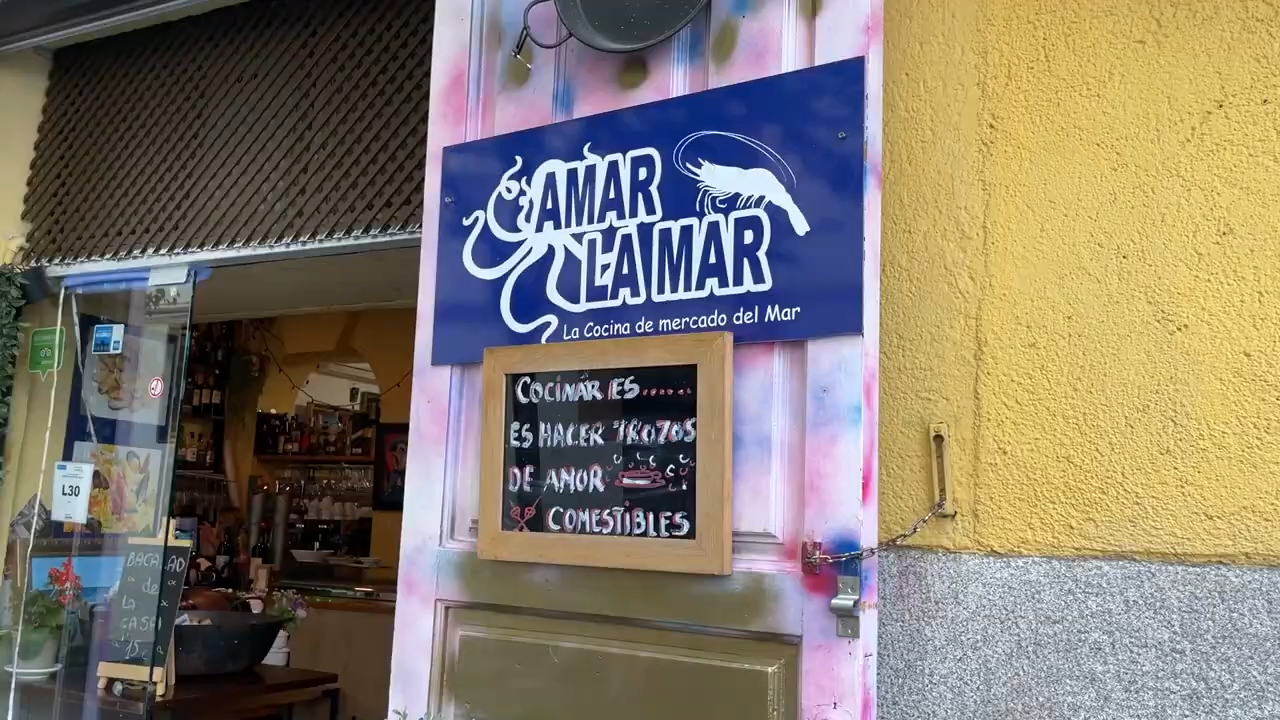 AMAR
LA MAR
La Cocina de mercado del Mar
COCINAR ES......
ES HACER TROZOS
DE AMOR
COMESTIBLES
L30
BACALAO
de
LA
CASA